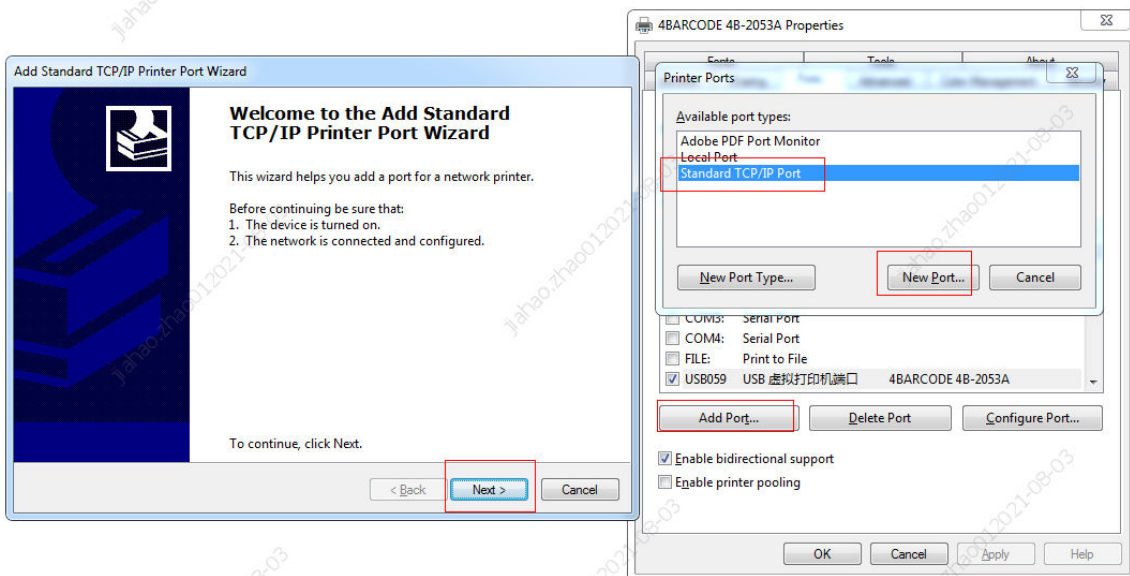 4BARCODE 4B-2053A Properties
Add Standard TCP/IP Printer Port Wizard
Welcome to the Add Standard
TCP/IP Printer Port Wizard
This wizard helps you add a port for a network printer.
Before continuing be sure that:
1. The device is turned on.
2. The network is connected and configured.
To continue, click Next.
< Back
Next >
Cancel
Fonts
Tools
About
Printer Ports
Available port types:
Adobe PDF Port Monitor
Local Port
Standard TCP/IP Port
New Port Type...
New Port...
Cancel
COM3: Serial Port
COM4: Serial Port
FILE: Print to File
USB059 USB 虚拟打印机端口 4BARCODE 4B-2053A
Add Port...
Delete Port
Configure Port...
Enable bidirectional support
Enable printer pooling
OK
Cancel
Apply
Help